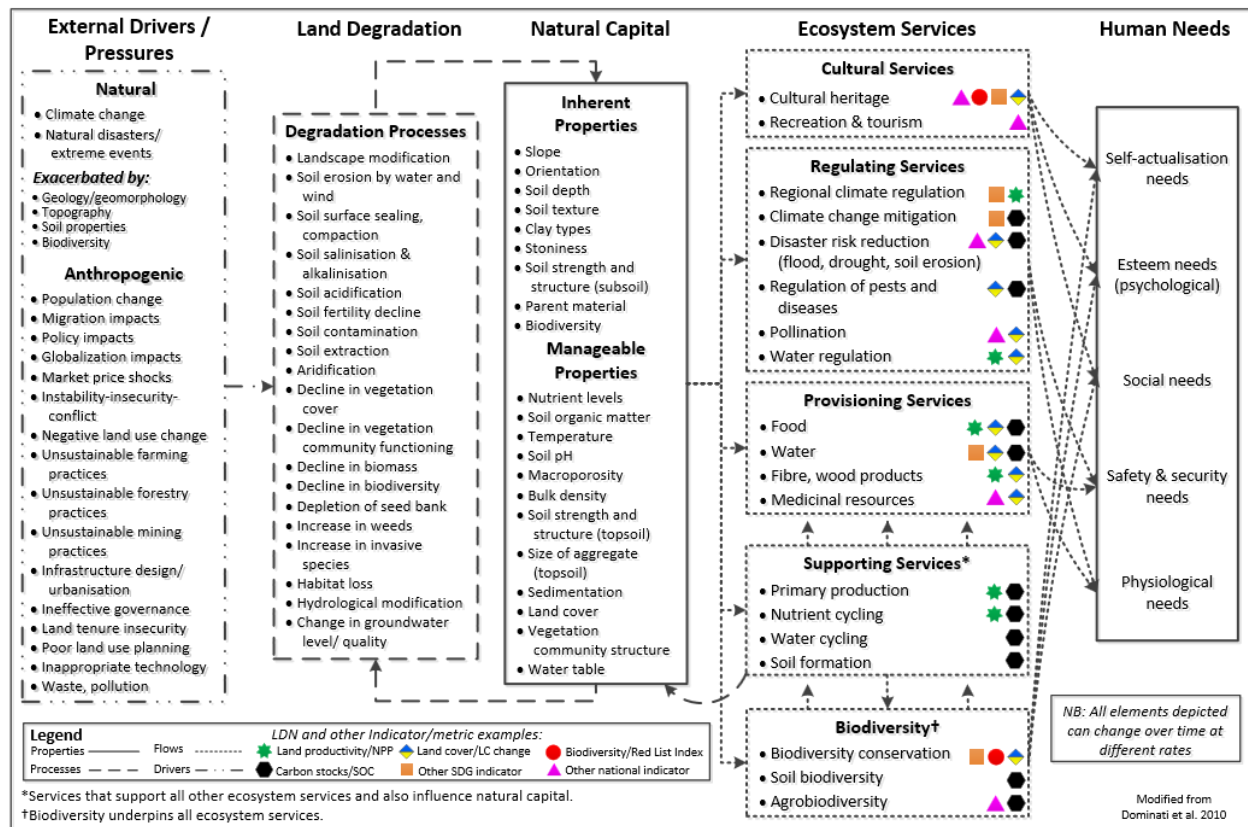 External Drivers /
Pressures
Natural
• Climate change
• Natural disasters/
extreme events
Exacerbated by:
• Geology/geomorphology
• Topography
• Soil properties
• Biodiversity
Anthropogenic
• Population change
• Migration impacts
• Policy impacts
• Globalization impacts
• Market price shocks
• Instability-insecurity-
conflict
• Negative land use change
• Unsustainable farming
practices
• Unsustainable forestry
practices
• Unsustainable mining
practices
• Infrastructure design/
urbanisation
• Ineffective governance
• Land tenure insecurity
• Poor land use planning
• Inappropriate technology
• Waste, pollution
Land Degradation
Degradation Processes
• Landscape modification
• Soil erosion by water and
wind
• Soil surface sealing,
compaction
• Soil salinisation &
alkalinisation
• Soil acidification
• Soil fertility decline
• Soil contamination
• Soil extraction
• Aridification
• Decline in vegetation
cover
• Decline in vegetation
community functioning
• Decline in biomass
• Decline in biodiversity
• Depletion of seed bank
• Increase in weeds
• Increase in invasive
species
• Habitat loss
• Hydrological modification
• Change in groundwater
level/ quality
Natural Capital
Inherent
Properties
• Slope
• Orientation
• Soil depth
• Soil texture
• Clay types
• Stoniness
• Soil strength and
structure (subsoil)
• Parent material
• Biodiversity
Manageable
Properties
• Nutrient levels
• Soil organic matter
• Temperature
• Soil pH
• Macroporosity
• Bulk density
• Soil strength and
structure (topsoil)
• Size of aggregate
(topsoil)
• Sedimentation
• Land cover
• Vegetation
community structure
• Water table
Ecosystem Services
Cultural Services
• Cultural heritage
• Recreation & tourism
Regulating Services
• Regional climate regulation
• Climate change mitigation
• Disaster risk reduction
(flood, drought, soil erosion)
• Regulation of pests and
diseases
• Pollination
• Water regulation
Provisioning Services
• Food
• Water
• Fibre, wood products
• Medicinal resources
Supporting Services*
• Primary production
• Nutrient cycling
• Water cycling
• Soil formation
Biodiversity†
• Biodiversity conservation
• Soil biodiversity
• Agrobiodiversity
Human Needs
Self-actualisation
needs
Esteem needs
(psychological)
Social needs
Safety & security
needs
Physiological
needs
NB: All elements depicted
can change over time at
different rates
Legend
Properties
Flows
Processes
Drivers
LDN and other Indicator/metric examples:
Land productivity/NPP
Land cover/LC change
Biodiversity/Red List Index
Carbon stocks/SOC
Other SDG indicator
Other national indicator
*Services that support all other ecosystem services and also influence natural capital.
†Biodiversity underpins all ecosystem services.
Modified from
Dominati et al. 2010